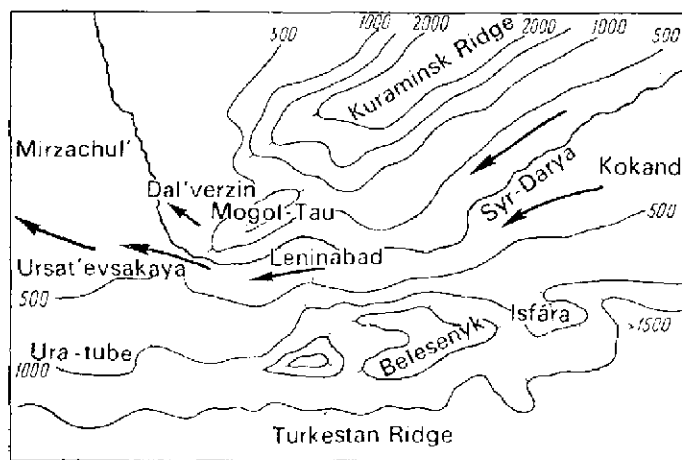 500
1000
2000
2000
1000
500
Kuraminsk Ridge
Mirzachul'
Dal'verzin
Mogol-Tau
Syr-Darya
Kokand
Leninabad
500
Ursat'evsakaya
500
Isfára
>1500
Belesenyk
Ura-tube
1000
Turkestan Ridge